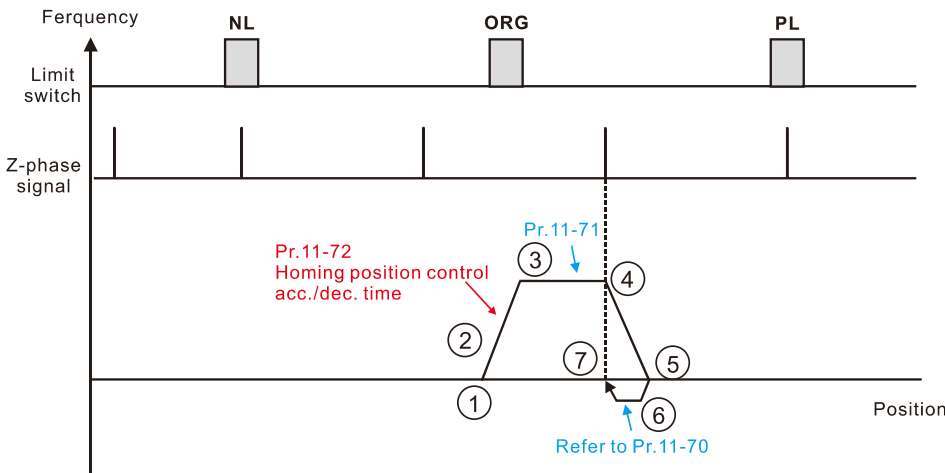 Ferquency
NL
ORG
PL
Limit
switch
Z-phase
signal
Pr.11-71
Pr.11-72
Homing position control
acc./dec. time
3
4
2
7
5
1
6
Position
Refer to Pr.11-70